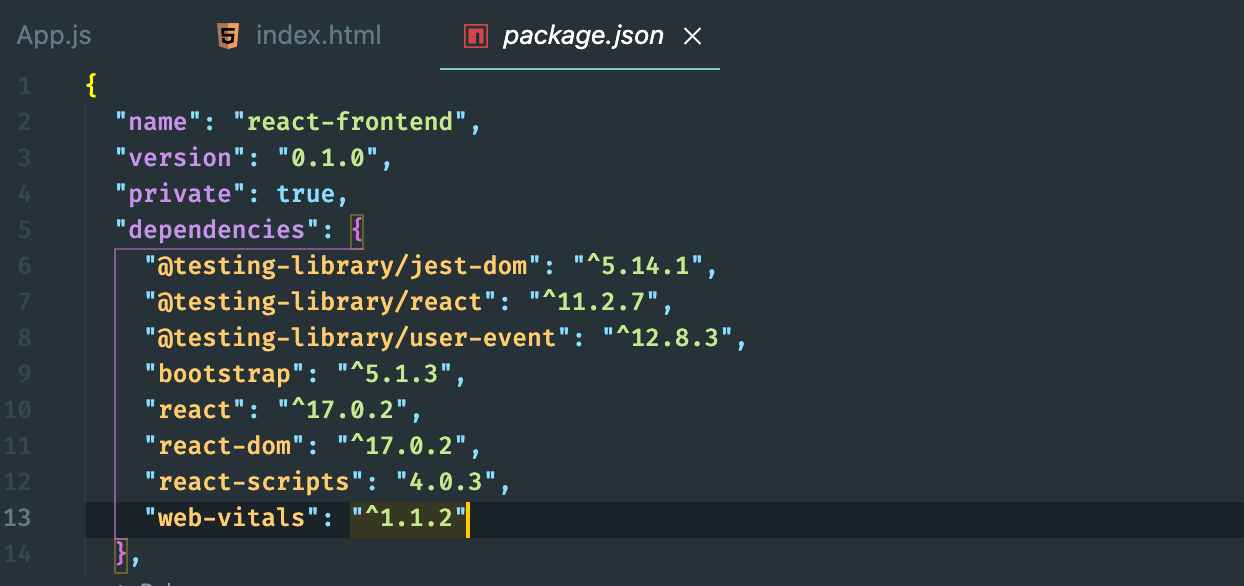 App.js index.html package.json
1 {
2 "name": "react-frontend",
3 "version": "0.1.0",
4 "private": true,
5 "dependencies": {
6 "@testing-library/jest-dom": "^5.14.1",
7 "@testing-library/react": "^11.2.7",
8 "@testing-library/user-event": "^12.8.3",
9 "bootstrap": "^5.1.3",
10 "react": "^17.0.2",
11 "react-dom": "^17.0.2",
12 "react-scripts": "4.0.3",
13 "web-vitals": "^1.1.2"
14 },